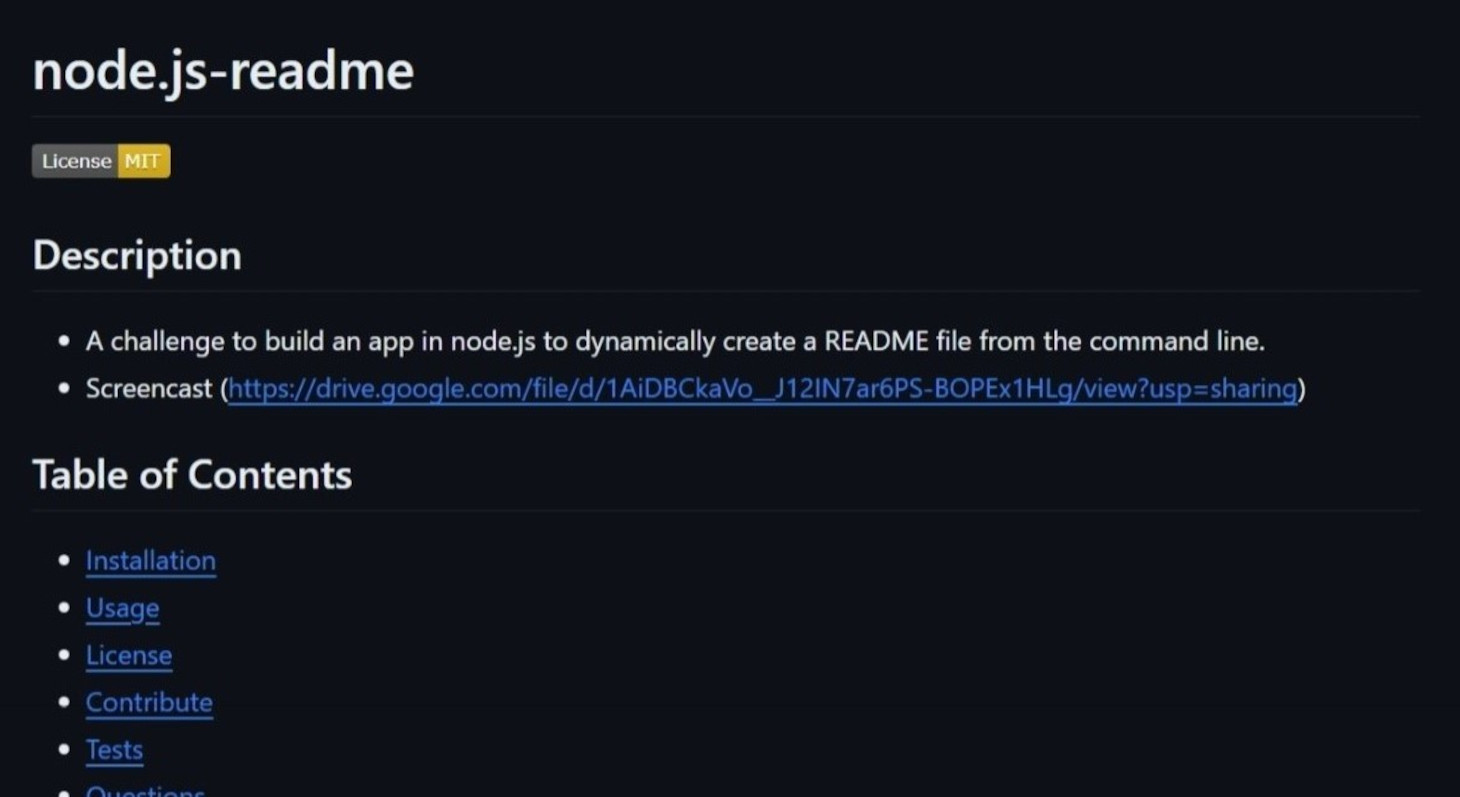 node.js-readme
License MIT
Description
• A challenge to build an app in node.js to dynamically create a README file from the command line.
• Screencast (https://drive.google.com/file/d/1AiDBCkaVo__J12IN7ar6PS-BOPEx1HLg/view?usp=sharing)
Table of Contents
• Installation
• Usage
• License
• Contribute
• Tests
• Questions